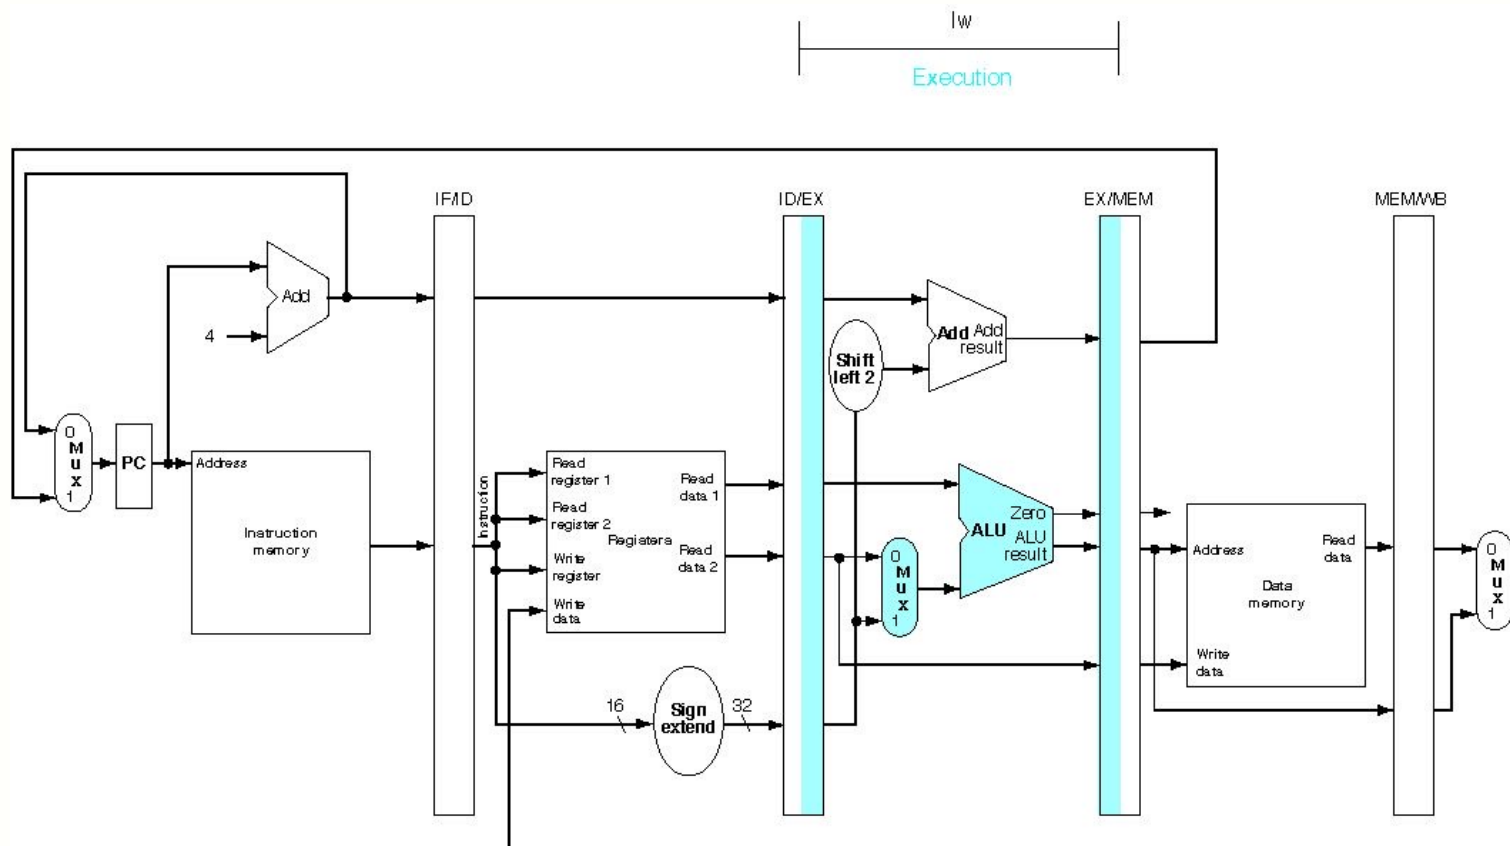 lw
Execution
IF/ID
ID/EX
EX/MEM
MEM/WB
Add
4
Add Add
result
Shift
left 2
0
M
u
x
1
PC
Address
Instruction
memory
Instruction
Read
register 1
Read
register 2
Write
register
Write
data
Registera
Read
data 1
Read
data 2
0
M
u
x
1
ALU
Zero
ALU
result
Address
Read
data
Data
memory
Write
data
0
M
u
x
1
16
Sign
extend
32